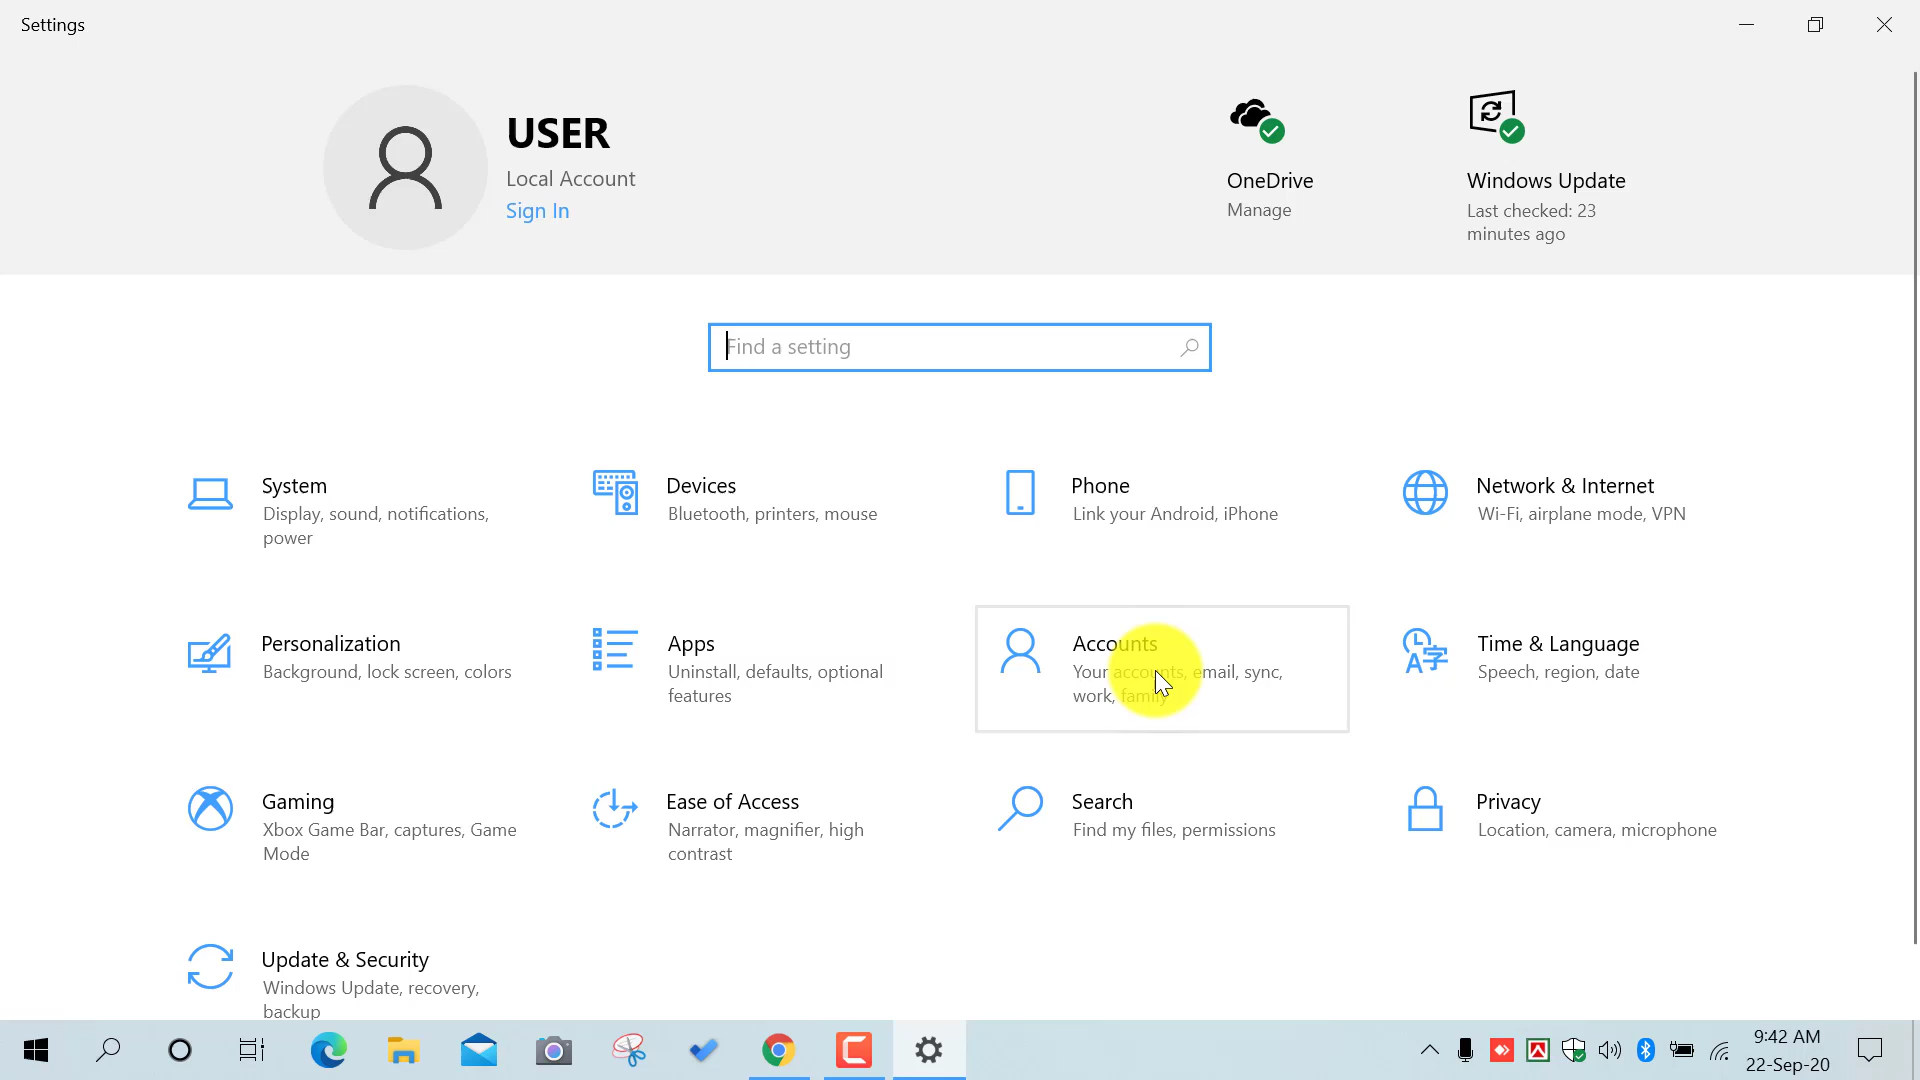 Settings
USER
Local Account
Sign In
OneDrive
Manage
Windows Update
Last checked: 23
minutes ago
Find a setting
System
Display, sound, notifications,
power
Devices
Bluetooth, printers, mouse
Phone
Link your Android, iPhone
Network & Internet
Wi-Fi, airplane mode, VPN
Personalization
Background, lock screen, colors
Apps
Uninstall, defaults, optional
features
Accounts
Your accounts, email, sync,
work, family
Time & Language
Speech, region, date
Gaming
Xbox Game Bar, captures, Game
Mode
Ease of Access
Narrator, magnifier, high
contrast
Search
Find my files, permissions
Privacy
Location, camera, microphone
Update & Security
Windows Update, recovery,
backup
9:42 AM
22-Sep-20